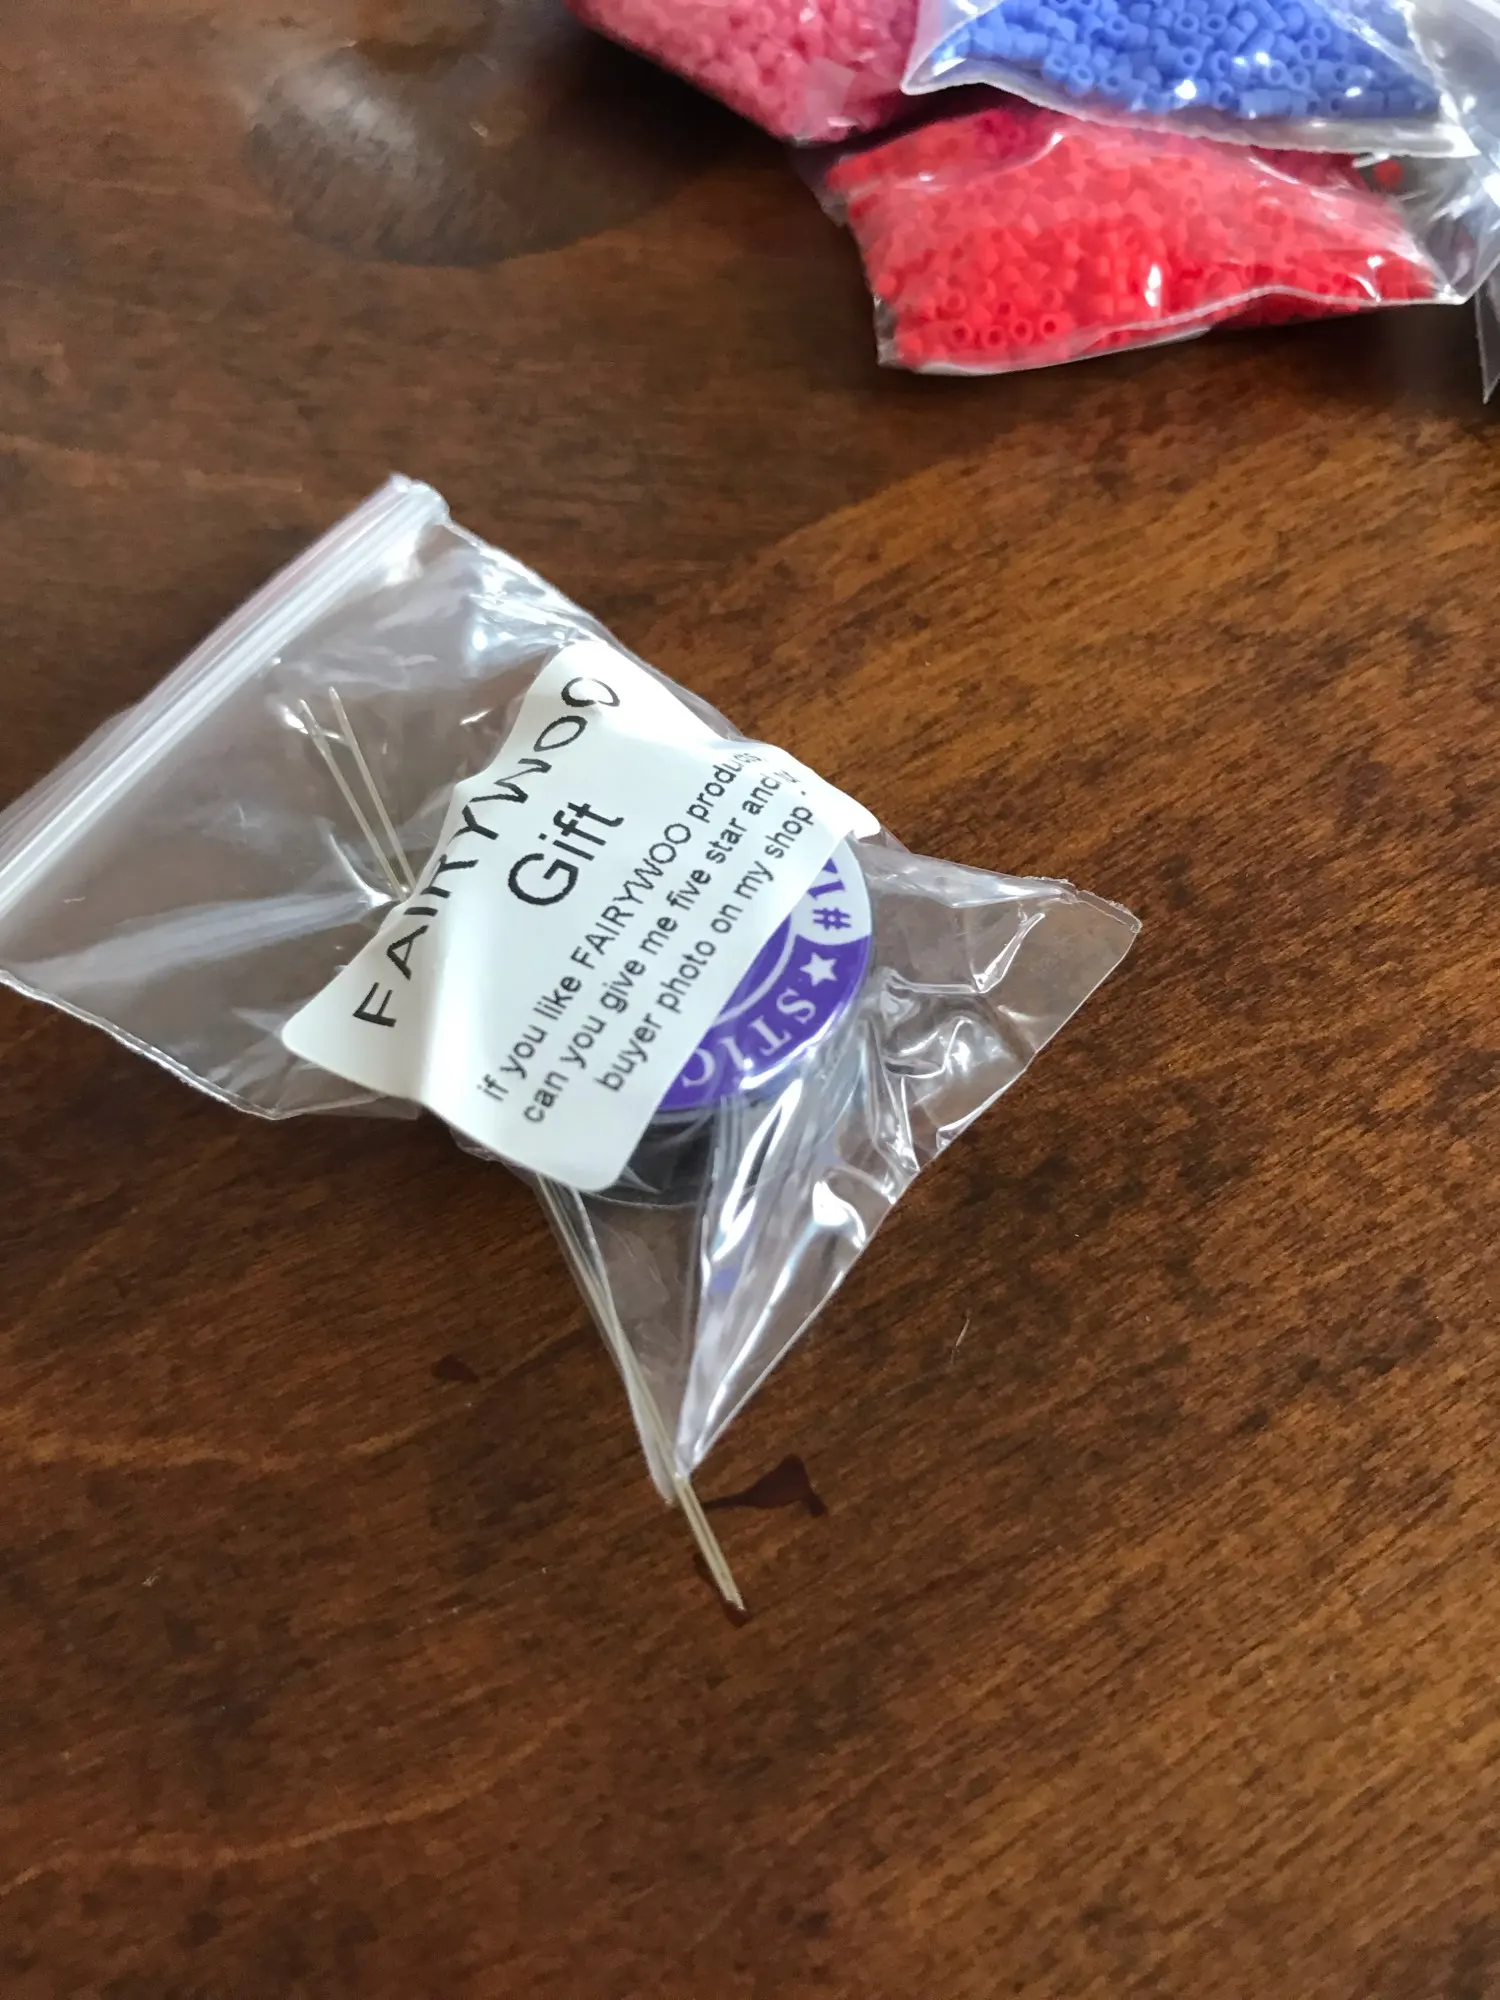 FAIRYWOO
Gift
if you like FAIRYWOO product
can you give me five star and
buyer photo on my shop
# ★ STIC